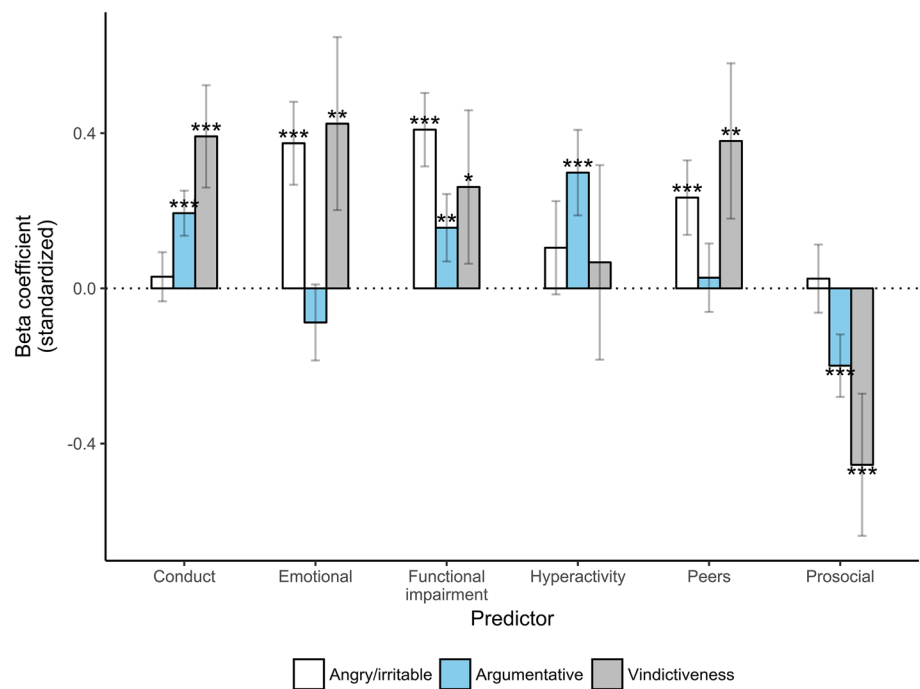 Beta coefficient
(standardized)
0.4
0.0
-0.4
***
***
***
**
***
**
*
***
***
**
***
***
Conduct
Emotional
Functional
impairment
Hyperactivity
Peers
Prosocial
Predictor
Angry/irritable
Argumentative
Vindictiveness